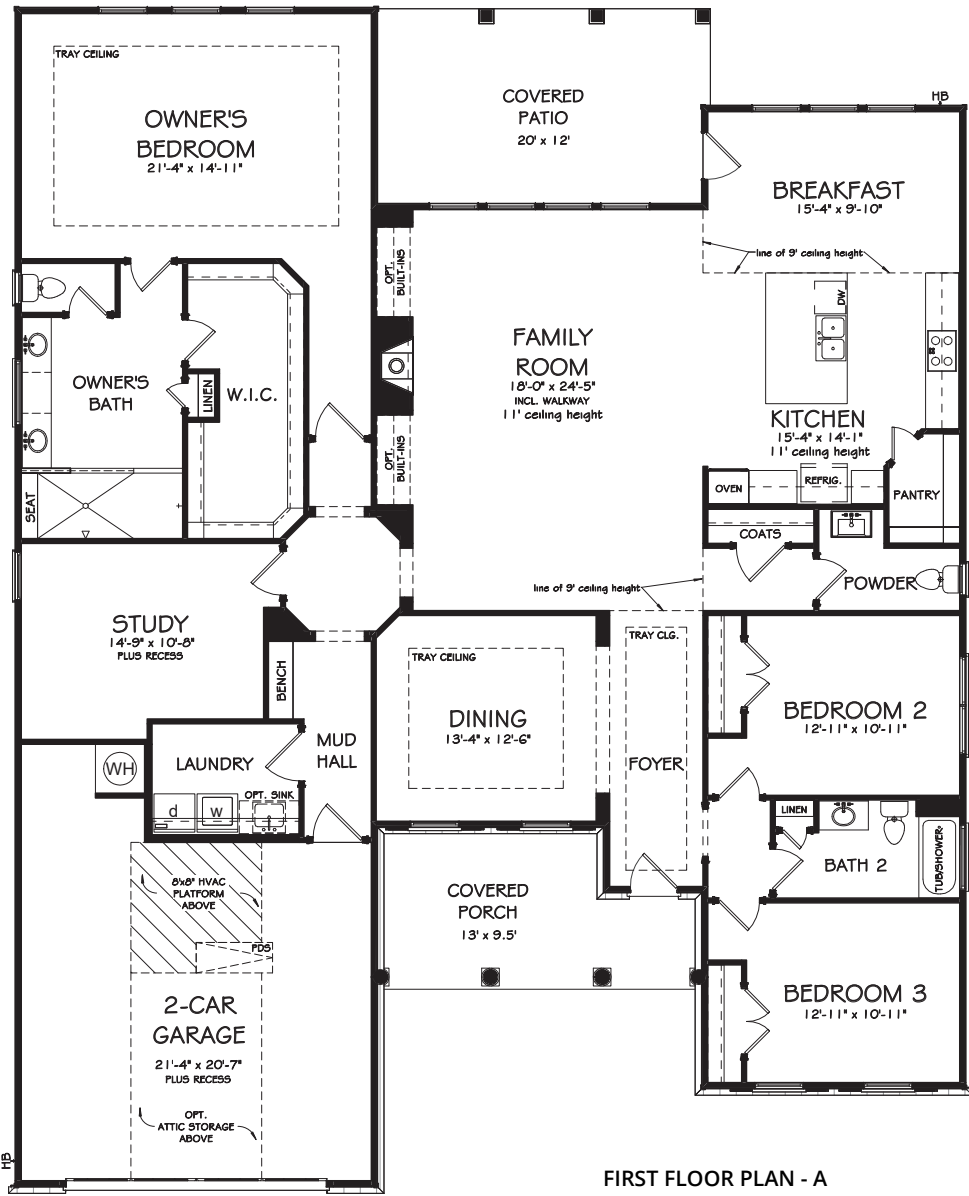 TRAY CEILING
OWNER'S
BEDROOM
21'-4" x 14'-11"
COVERED
PATIO
20' x 12'
HB
BREAKFAST
15'-4" x 9'-10"
line of 9' ceiling height
OPT.
BUILT-INS
DW
FAMILY
ROOM
18'-0" x 24'-5"
INCL. WALKWAY
11' ceiling height
OWNER'S
BATH
LINEN
W.I.C.
KITCHEN
15'-4" x 14'-1"
11' ceiling height
OPT.
BUILT-INS
SEAT
OVEN
REFRIG.
PANTRY
COATS
POWDER
line of 9' ceiling height
STUDY
14'-9" x 10'-8"
PLUS RECESS
BENCH
TRAY CEILING
DINING
13'-4" x 12'-6"
TRAY CLG.
FOYER
BEDROOM 2
12'-11" x 10'-11"
WH
LAUNDRY
MUD
HALL
OPT. SINK
d
w
LINEN
BATH 2
TUB/SHOWER
8'x8" HVAC
PLATFORM
ABOVE
PDS
COVERED
PORCH
13' x 9.5'
2-CAR
GARAGE
21'-4" x 20'-7"
PLUS RECESS
BEDROOM 3
12'-11" x 10'-11"
OPT.
ATTIC STORAGE
ABOVE
HB
FIRST FLOOR PLAN - A